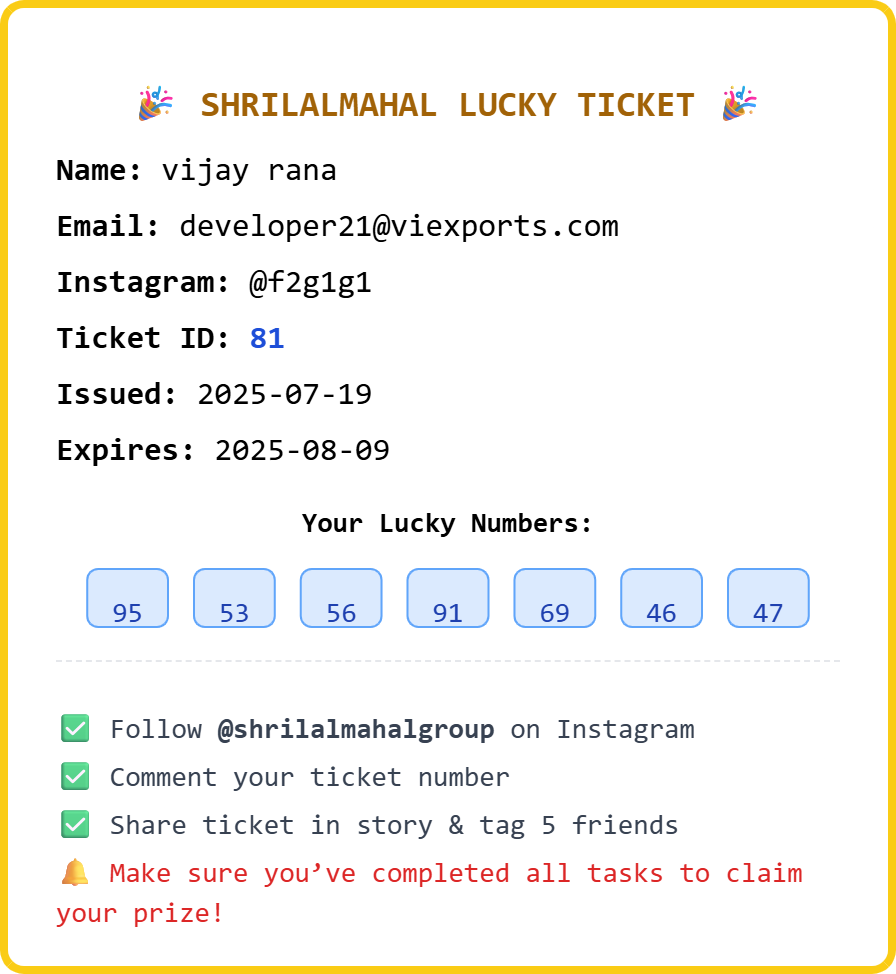 🎉 SHRILALMAHAL LUCKY TICKET 🎉
Name: vijay rana
Email: developer21@viexports.com
Instagram: @f2g1g1
Ticket ID: 81
Issued: 2025-07-19
Expires: 2025-08-09
Your Lucky Numbers:
95 53 56 91 69 46 47
✅ Follow @shrilalmahalgroup on Instagram
✅ Comment your ticket number
✅ Share ticket in story & tag 5 friends
🔔 Make sure you’ve completed all tasks to claim
your prize!